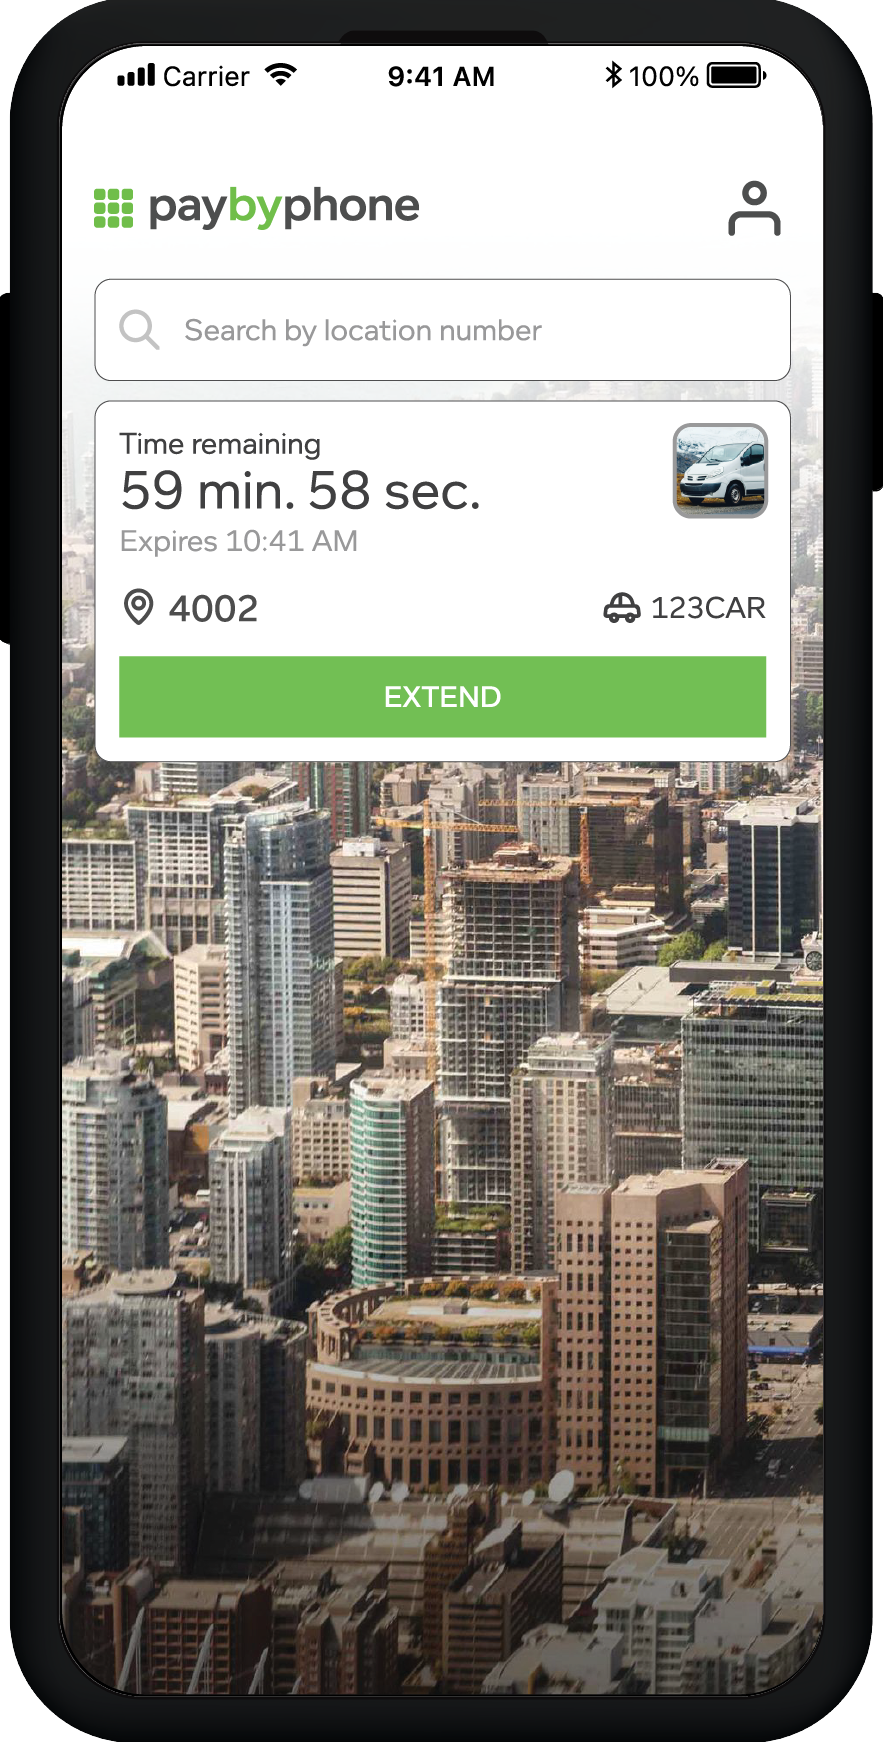 Carrier 9:41 AM 100%
paybyphone
Search by location number
Time remaining
59 min. 58 sec.
Expires 10:41 AM
4002 123CAR
EXTEND